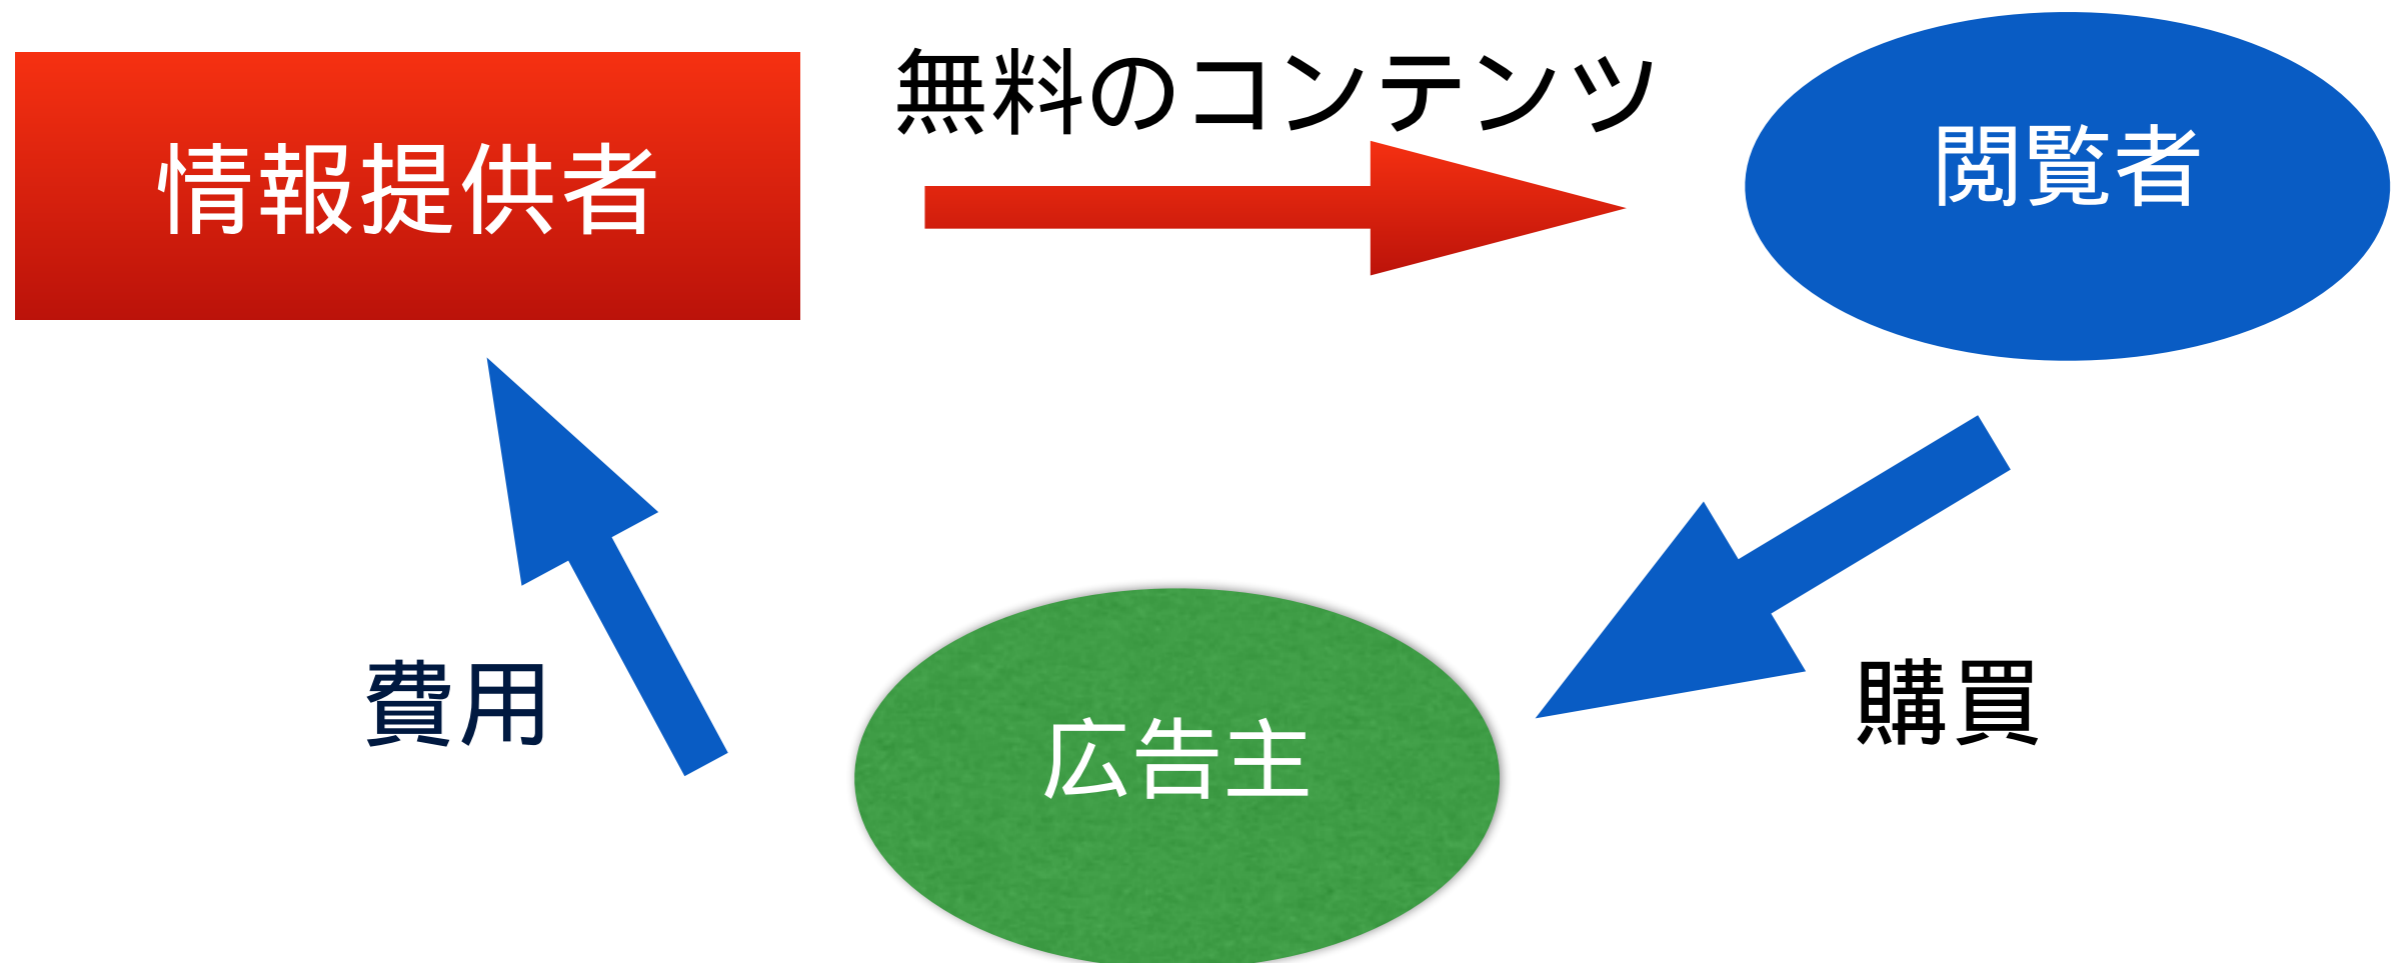 無料のコンテンツ
情報提供者
閲覧者
費用
広告主
購買